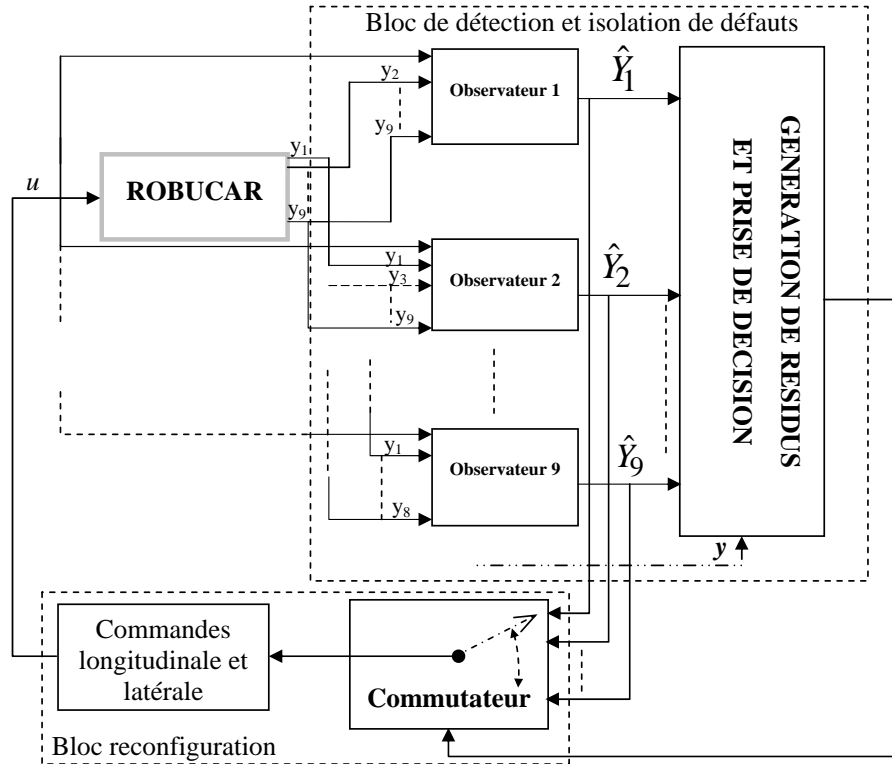 Bloc de détection et isolation de défauts
y2
Observateur 1
y9
Ŷ1
y1
ROBUCAR
y9
u
y1
y3
Observateur 2
y9
Ŷ2
y1
Observateur 9
y8
Ŷ9
GENERATION DE RESIDUS
ET PRISE DE DECISION
y
Commandes
longitudinale et
latérale
Commutateur
Bloc reconfiguration